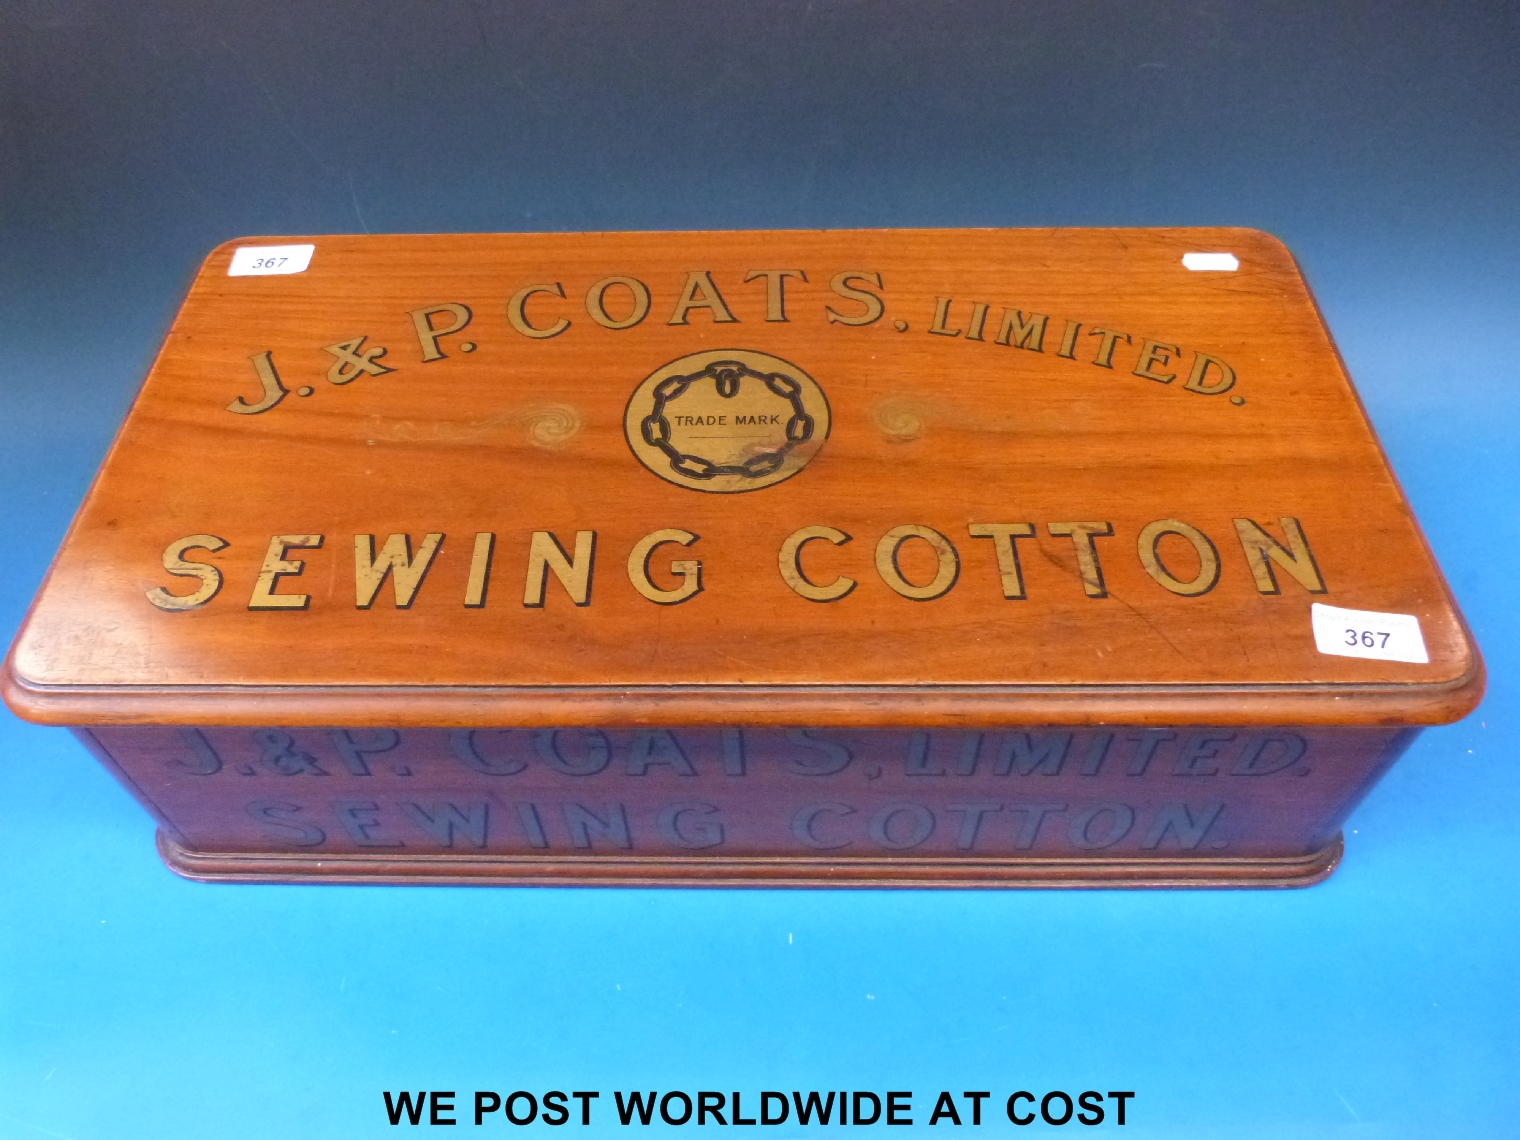 367
J. & P. COATS, LIMITED.
TRADE MARK.
SEWING COTTON
367
J. & P. COATS, LIMITED.
SEWING COTTON.
WE POST WORLDWIDE AT COST